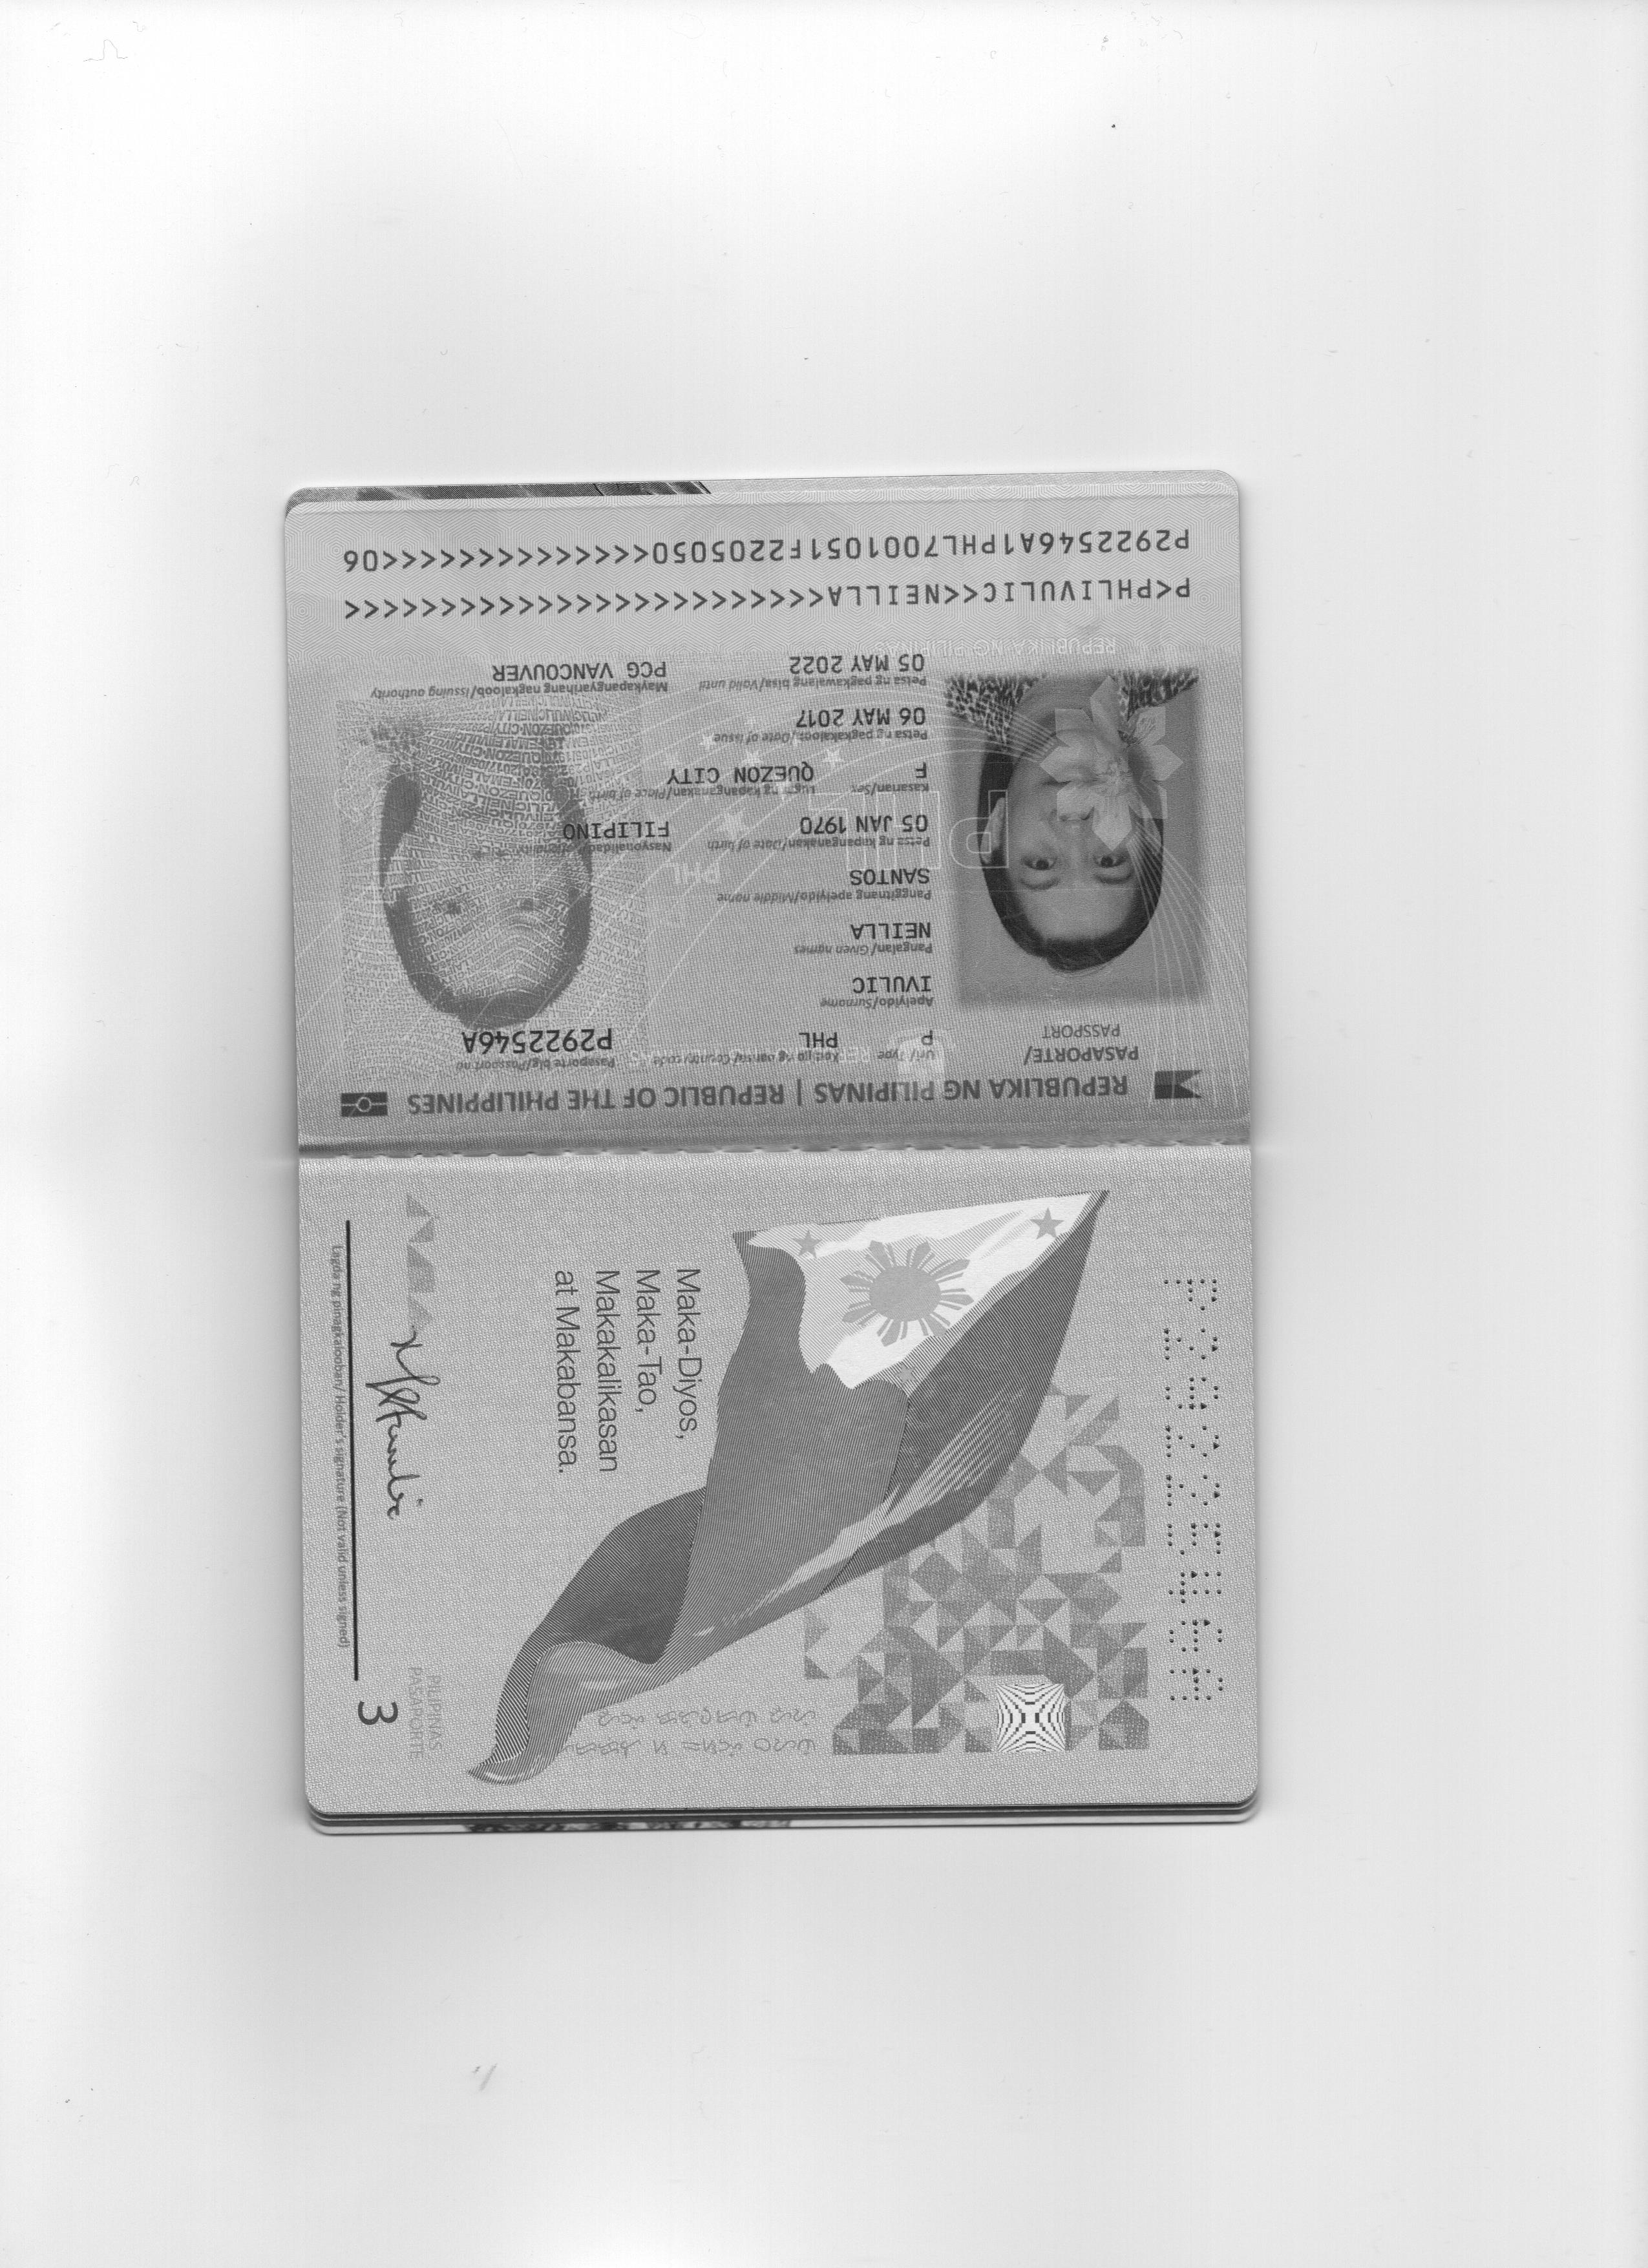 P2922546A
PILIPINAS
PASAPORTE
3
Maka-Diyos,
Maka-Tao,
Makakalikasan
at Makabansa.
Lagda ng pinagkalooban/ Holder's signature (Not valid unless signed)
REPUBLIKA NG PILIPINAS | REPUBLIC OF THE PHILIPPINES
PASAPORTE/
PASSPORT
Uri/ Type
P
Kodigo ng bansa/ Country code
PHL
Pasaporte blg/Passport no
P2922546A
Apelyido/Surname
IVULIC
Pangalan/Given names
NEILLA
Panggitnang apelyido/Middle name
SANTOS
Petsa ng kapanganakan/Date of birth
05 JAN 1970
Nasyonalidad/Nationality
FILIPINO
Kasarian/Sex
F
Lugar ng kapanganakan/Place of birth
QUEZON CITY
Petsa ng pagkakaloob/Date of issue
06 MAY 2017
Petsa ng pagkawalang bisa/Valid until
05 MAY 2022
Maykapangyarihang nagkaloob/Issuing authority
PCG VANCOUVER
PHL
PHL
REPUBLIKA NG PILIPINAS
P<PHLIVULIC<<NEILLA<<<<<<<<<<<<<<<<<<<<<<<<<
P2922546A1PHL7001051F2205050<<<<<<<<<<<<<<06